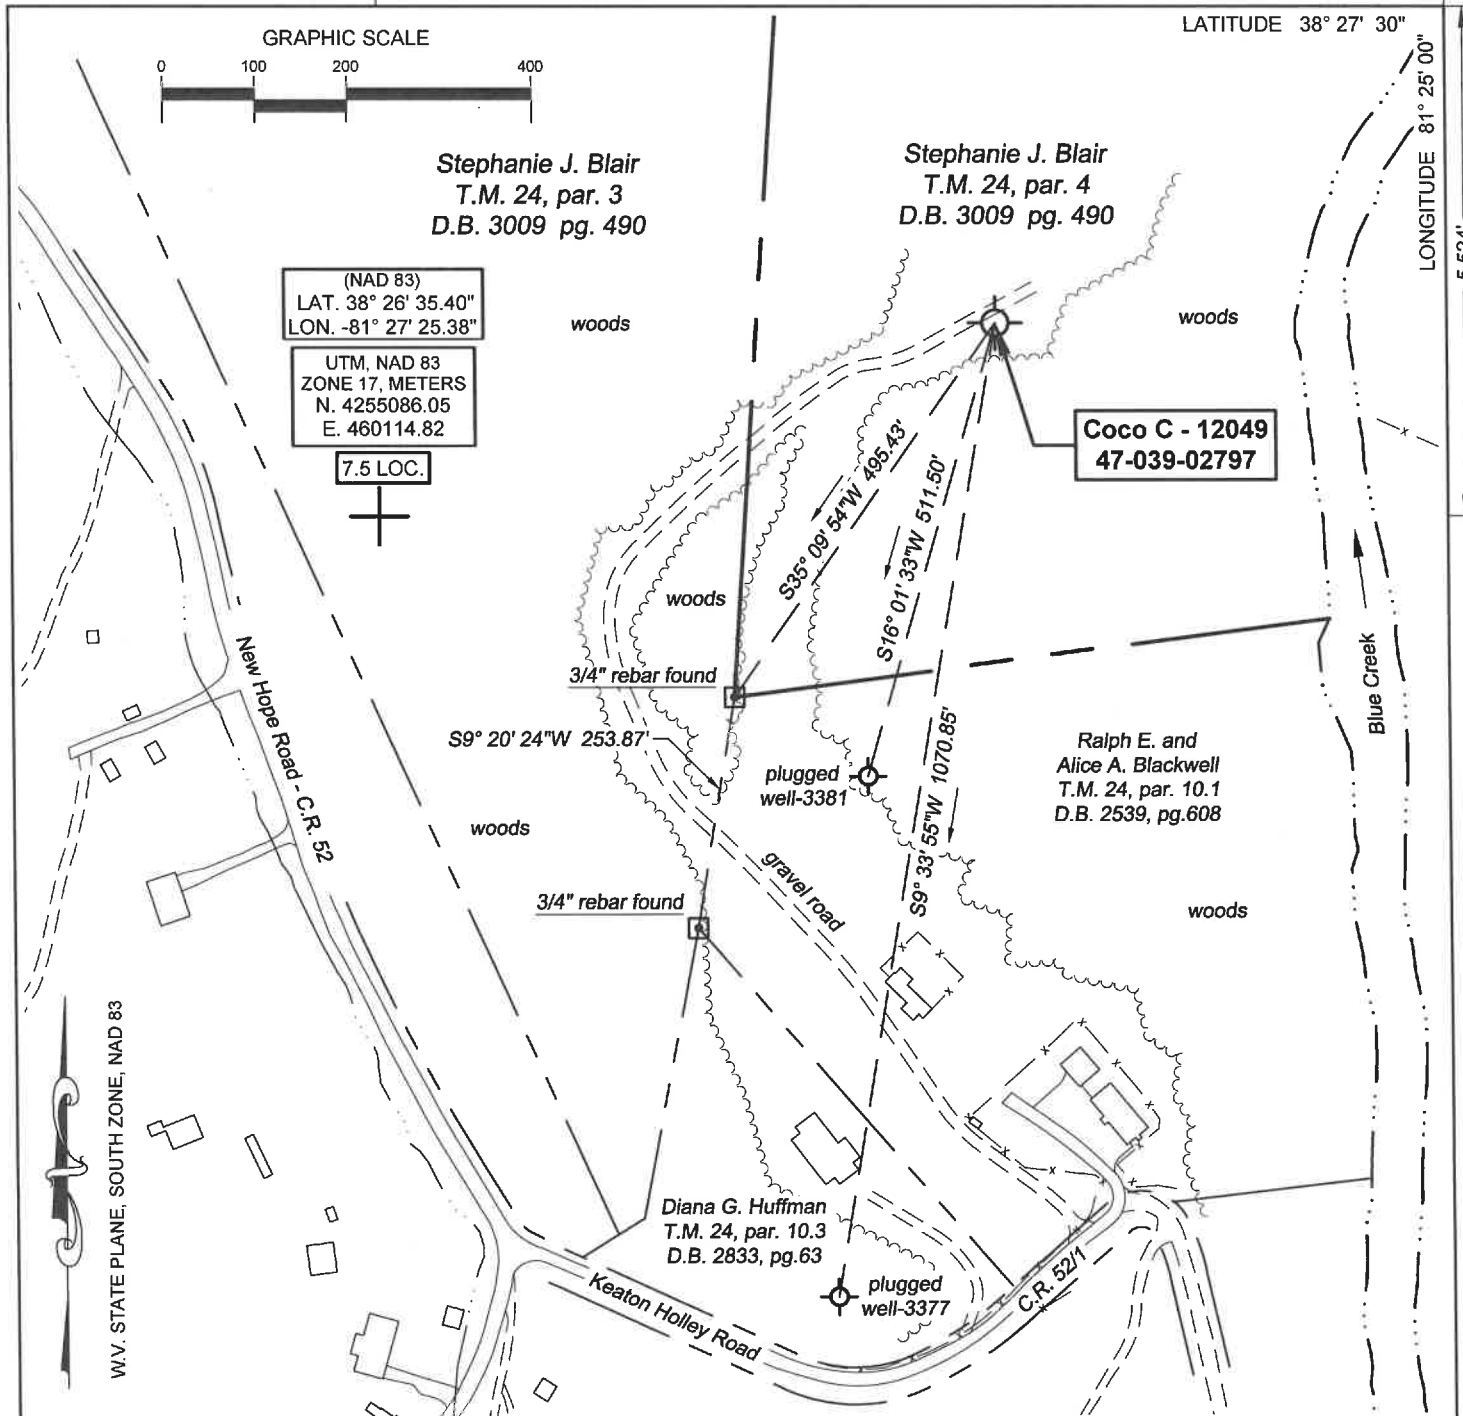 LATITUDE 38° 27' 30"
LONGITUDE 81° 25' 00"
GRAPHIC SCALE
0 100 200 400
Stephanie J. Blair
T.M. 24, par. 3
D.B. 3009 pg. 490
Stephanie J. Blair
T.M. 24, par. 4
D.B. 3009 pg. 490
(NAD 83)
LAT. 38° 26' 35.40"
LON. -81° 27' 25.38"
UTM, NAD 83
ZONE 17, METERS
N. 4255086.05
E. 460114.82
7.5 LOC.
woods
woods
Coco C - 12049
47-039-02797
S35° 09' 54"W 495.43'
S16° 01' 33"W 511.50'
S9° 33' 55"W 1070.85'
woods
3/4" rebar found
S9° 20' 24"W 253.87'
New Hope Road - C.R. 52
Blue Creek
plugged
well-3381
Ralph E. and
Alice A. Blackwell
T.M. 24, par. 10.1
D.B. 2539, pg.608
woods
gravel road
3/4" rebar found
woods
W.V. STATE PLANE, SOUTH ZONE, NAD 83
Diana G. Huffman
T.M. 24, par. 10.3
D.B. 2833, pg.63
plugged
well-3377
Keaton Holley Road
C.R. 52/1